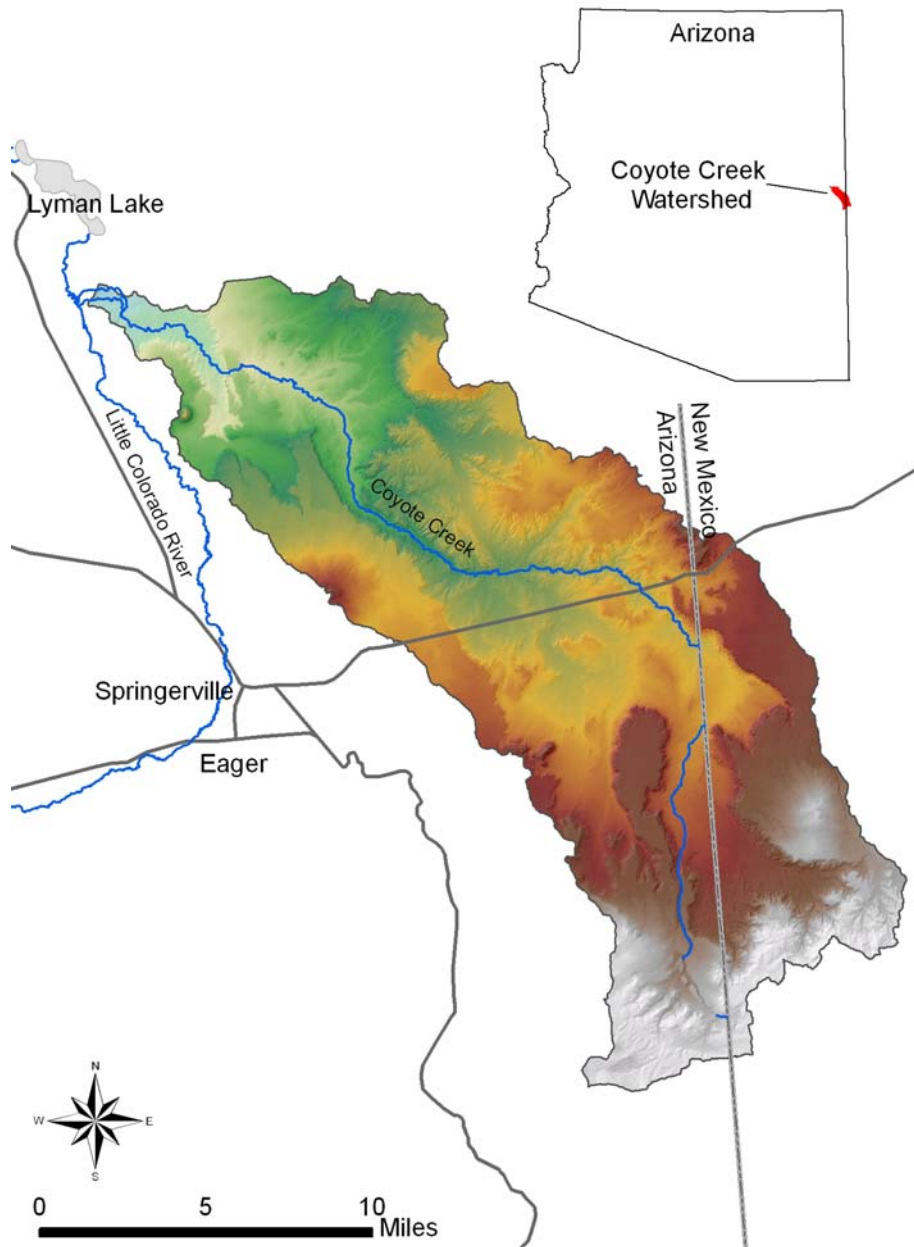 Arizona
Coyote Creek
Watershed
Lyman Lake
Little Colorado River
Coyote Creek
New Mexico
Arizona
Springerville
Eager
N
W
E
S
0 5 10
Miles